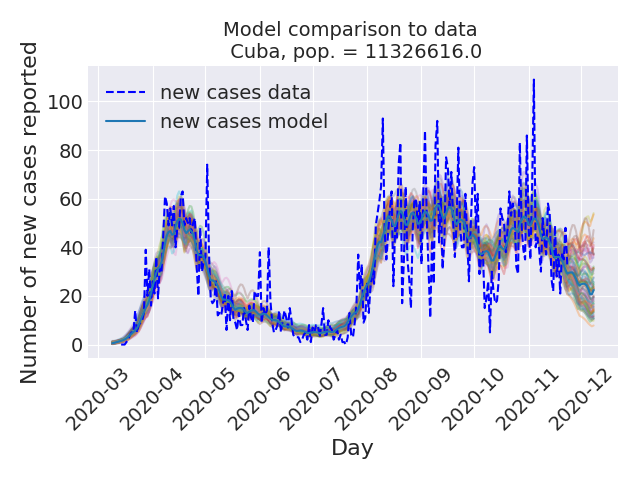 Model comparison to data
Cuba, pop. = 11326616.0
Number of new cases reported
100
80
60
40
20
0
new cases data
new cases model
2020-03
2020-04
2020-05
2020-06
2020-07
2020-08
2020-09
2020-10
2020-11
2020-12
Day